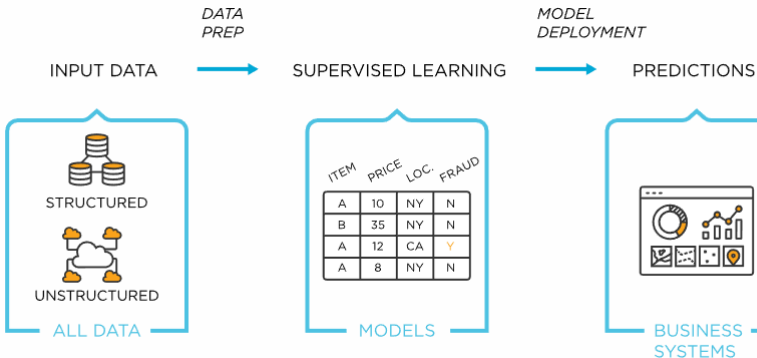 DATA
PREP
MODEL
DEPLOYMENT
INPUT DATA
SUPERVISED LEARNING
PREDICTIONS
STRUCTURED
UNSTRUCTURED
ALL DATA
ITEM PRICE LOC. FRAUD
A 10 NY N
B 35 NY N
A 12 CA Y
A 8 NY N
MODELS
BUSINESS
SYSTEMS